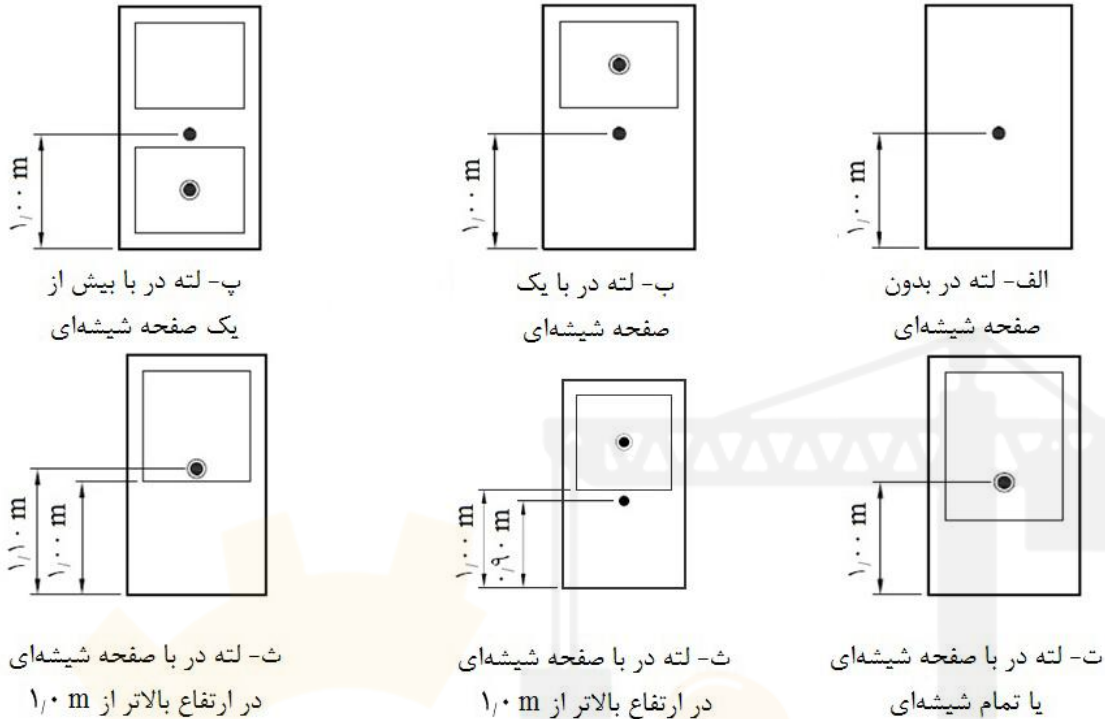 ۱٫۰۰ m
الف- لته در بدون
صفحه شیشه‌ای
۱٫۰۰ m
ب- لته در با یک
صفحه شیشه‌ای
۱٫۰۰ m
پ- لته در با بیش از
یک صفحه شیشه‌ای
۱٫۰۰ m
ت- لته در با صفحه شیشه‌ای
یا تمام شیشه‌ای
۱٫۰۰ m
۰٫۹۰ m
ث- لته در با صفحه شیشه‌ای
در ارتفاع بالاتر از ۱٫۰ m
۱٫۱۰ m
۱٫۰۰ m
ث- لته در با صفحه شیشه‌ای
در ارتفاع بالاتر از ۱٫۰ m